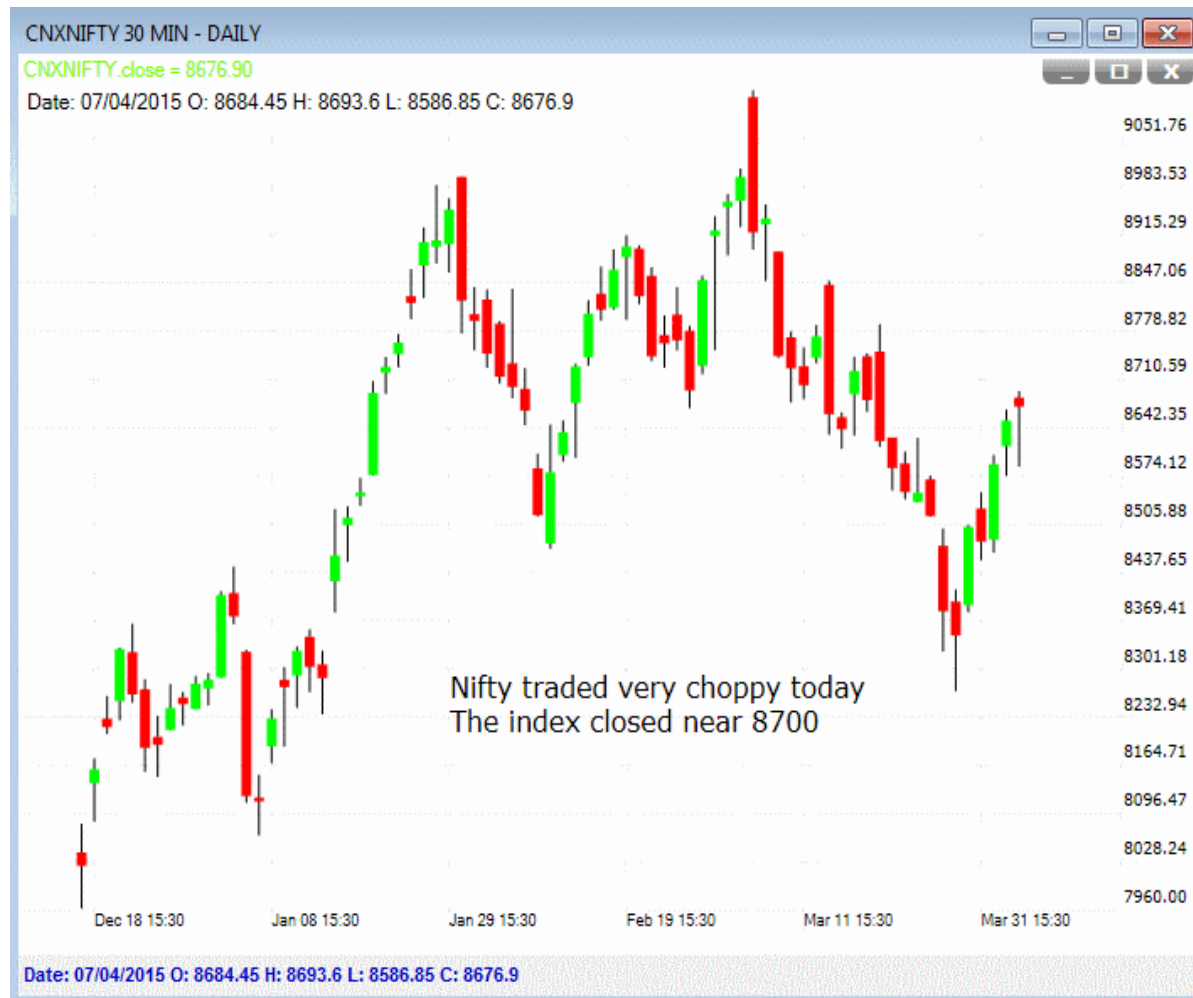 CNXNIFTY 30 MIN - DAILY
CNXNIFTY.close = 8676.90
Date: 07/04/2015 O: 8684.45 H: 8693.6 L: 8586.85 C: 8676.9
9051.76
8983.53
8915.29
8847.06
8778.82
8710.59
8642.35
8574.12
8505.88
8437.65
8369.41
8301.18
Nifty traded very choppy today
The index closed near 8700
8232.94
8164.71
8096.47
8028.24
7960.00
Dec 18 15:30 Jan 08 15:30 Jan 29 15:30 Feb 19 15:30 Mar 11 15:30 Mar 31 15:30
Date: 07/04/2015 O: 8684.45 H: 8693.6 L: 8586.85 C: 8676.9